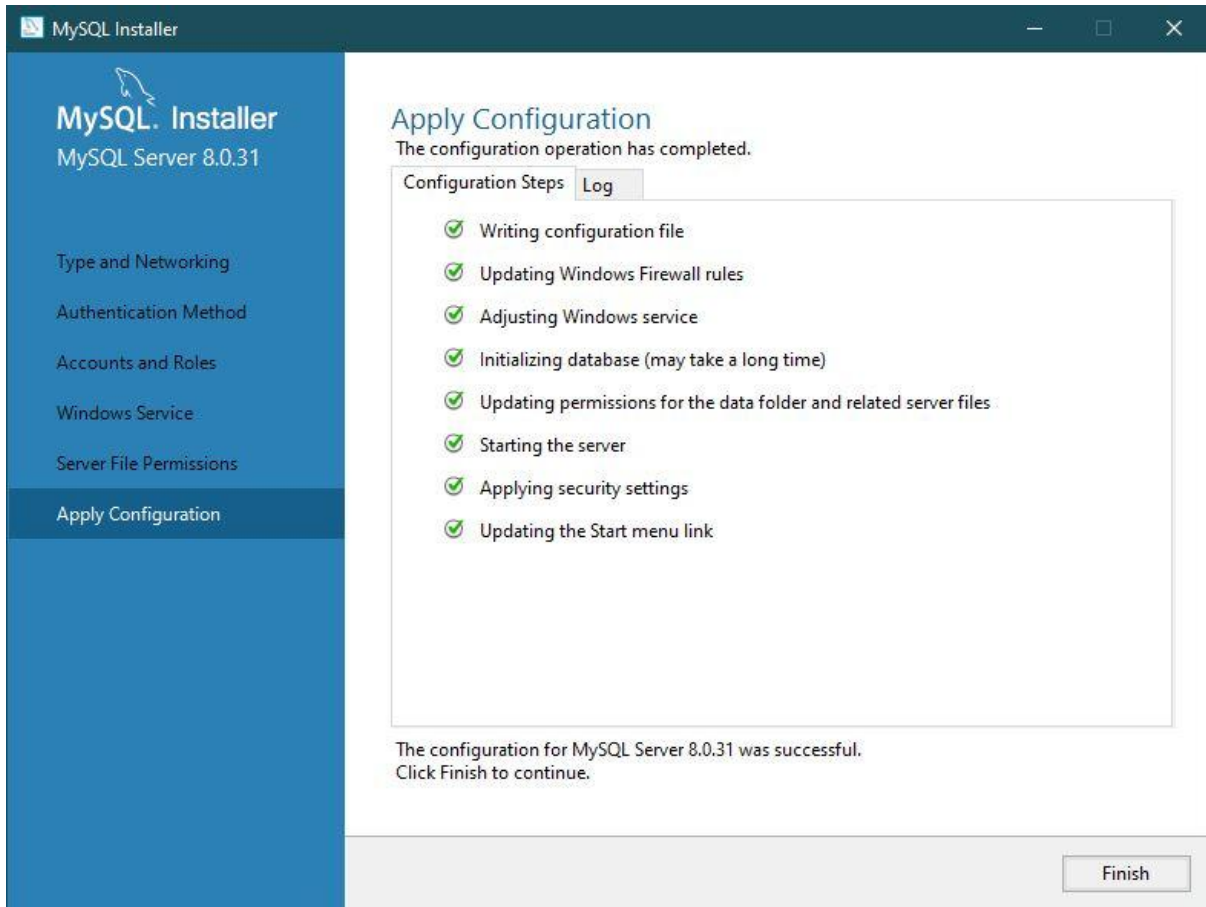 MySQL Installer
MySQL. Installer
MySQL Server 8.0.31
Type and Networking
Authentication Method
Accounts and Roles
Windows Service
Server File Permissions
Apply Configuration
Apply Configuration
The configuration operation has completed.
Configuration Steps
Log
Writing configuration file
Updating Windows Firewall rules
Adjusting Windows service
Initializing database (may take a long time)
Updating permissions for the data folder and related server files
Starting the server
Applying security settings
Updating the Start menu link
The configuration for MySQL Server 8.0.31 was successful.
Click Finish to continue.
Finish